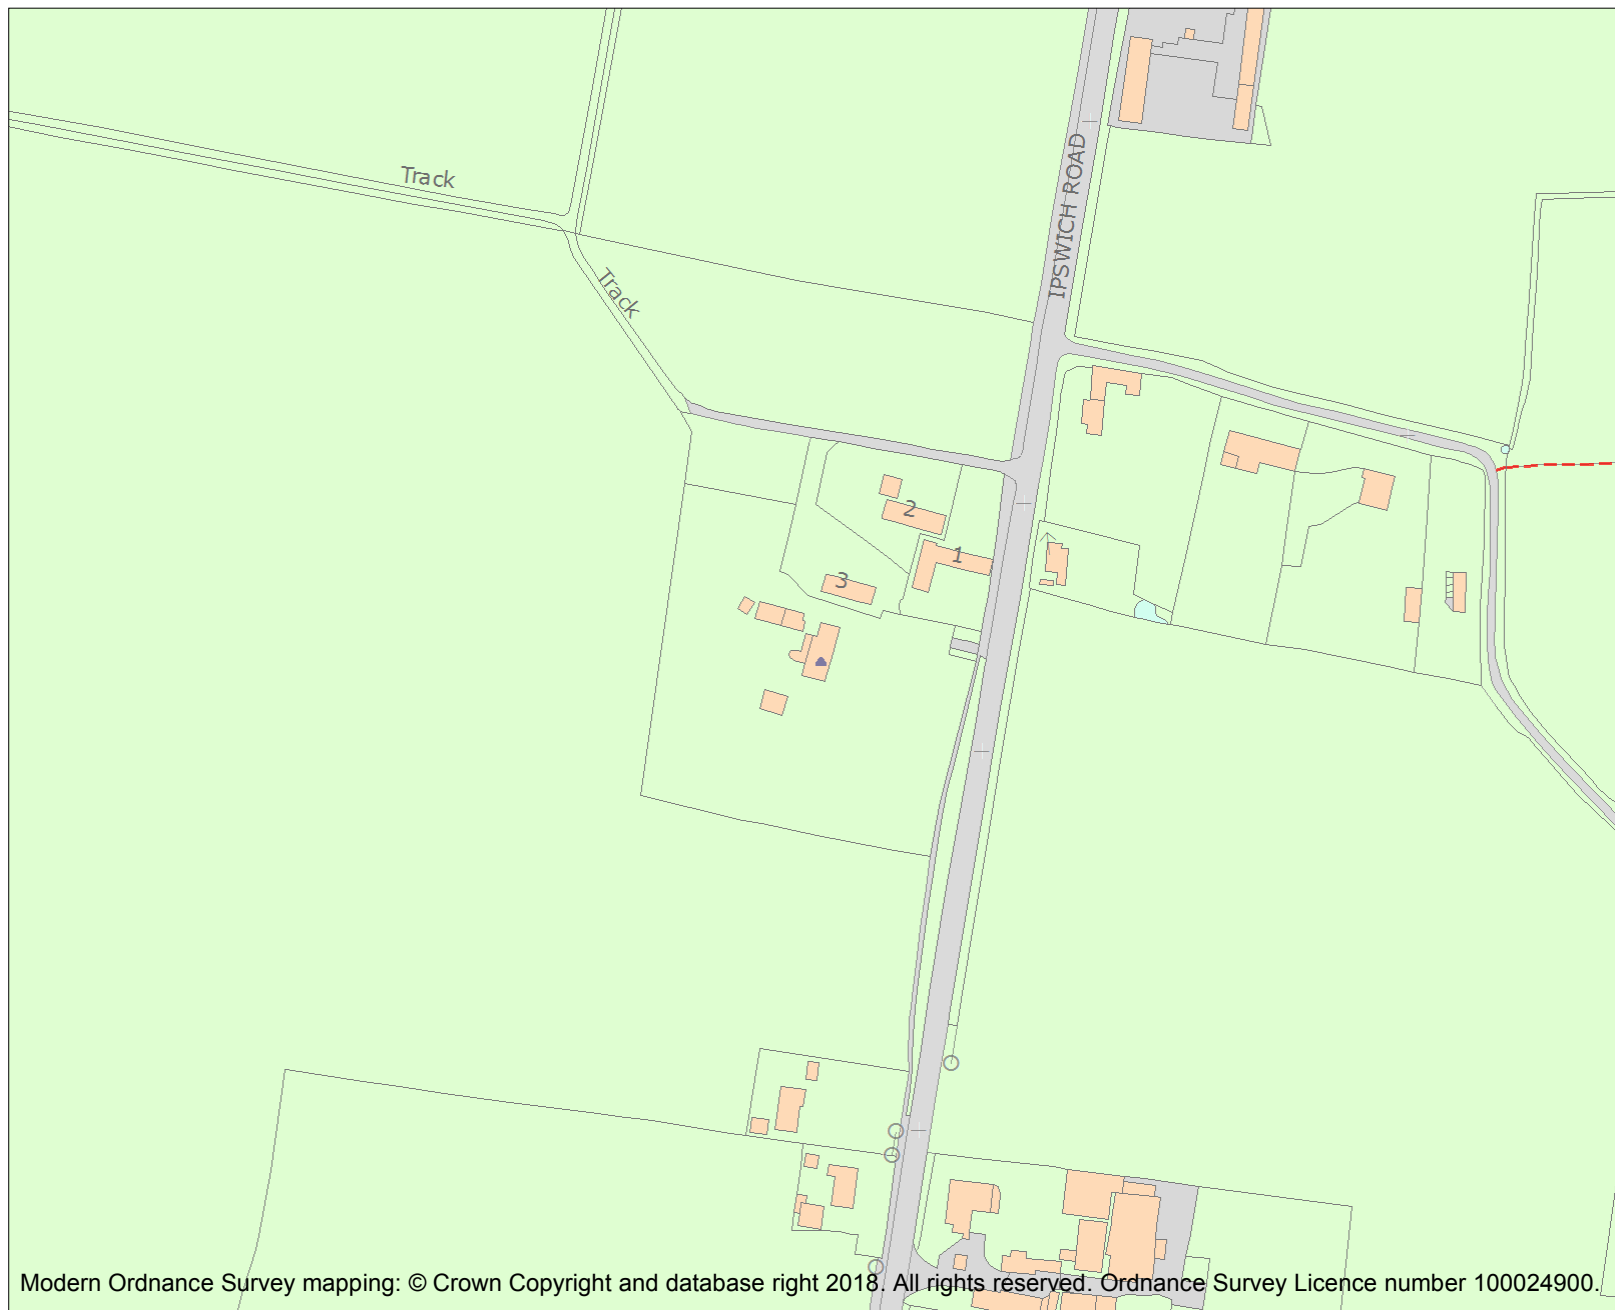 IPSWICH ROAD
Track
Track
2
1
3
Modern Ordnance Survey mapping: © Crown Copyright and database right 2018. All rights reserved. Ordnance Survey Licence number 100024900.